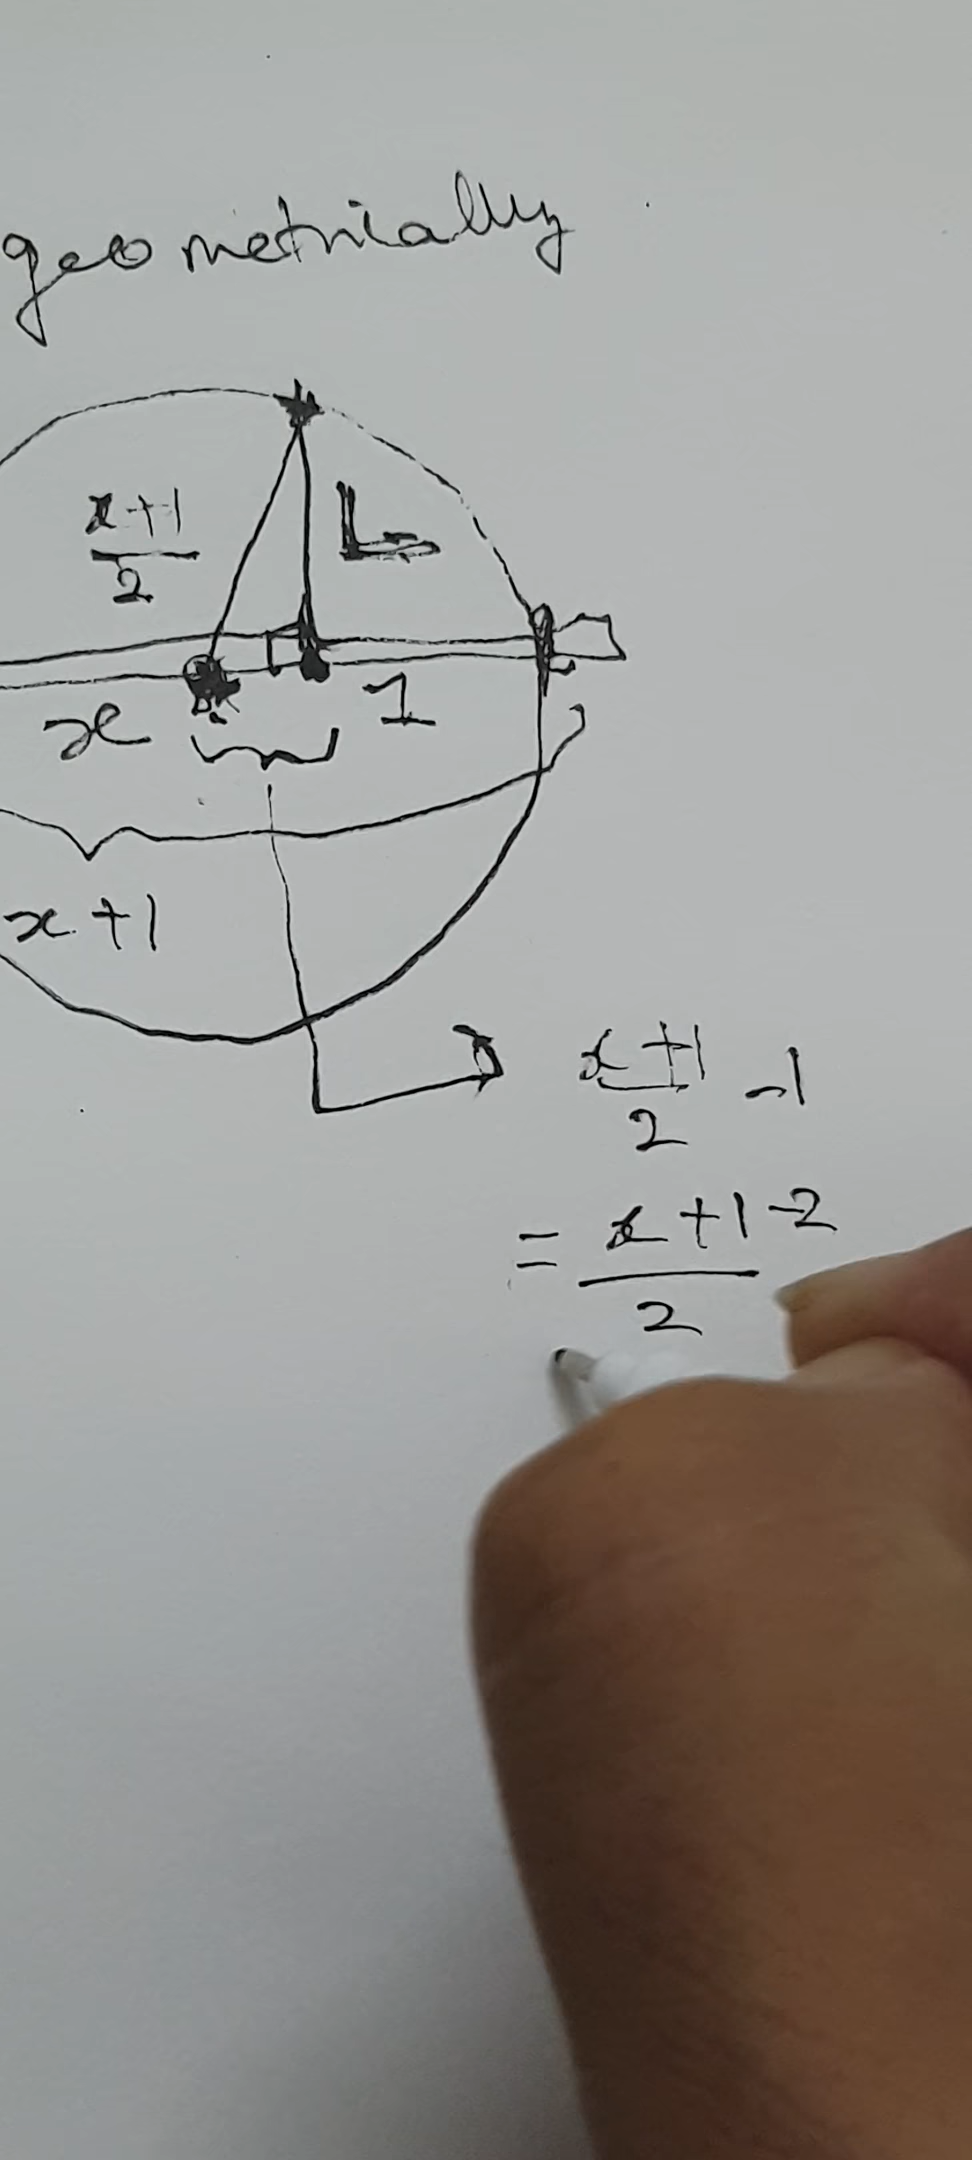 geometrically
x+1
2
L
x 1
x+1
x+1
2 -1
= x+1-2
2